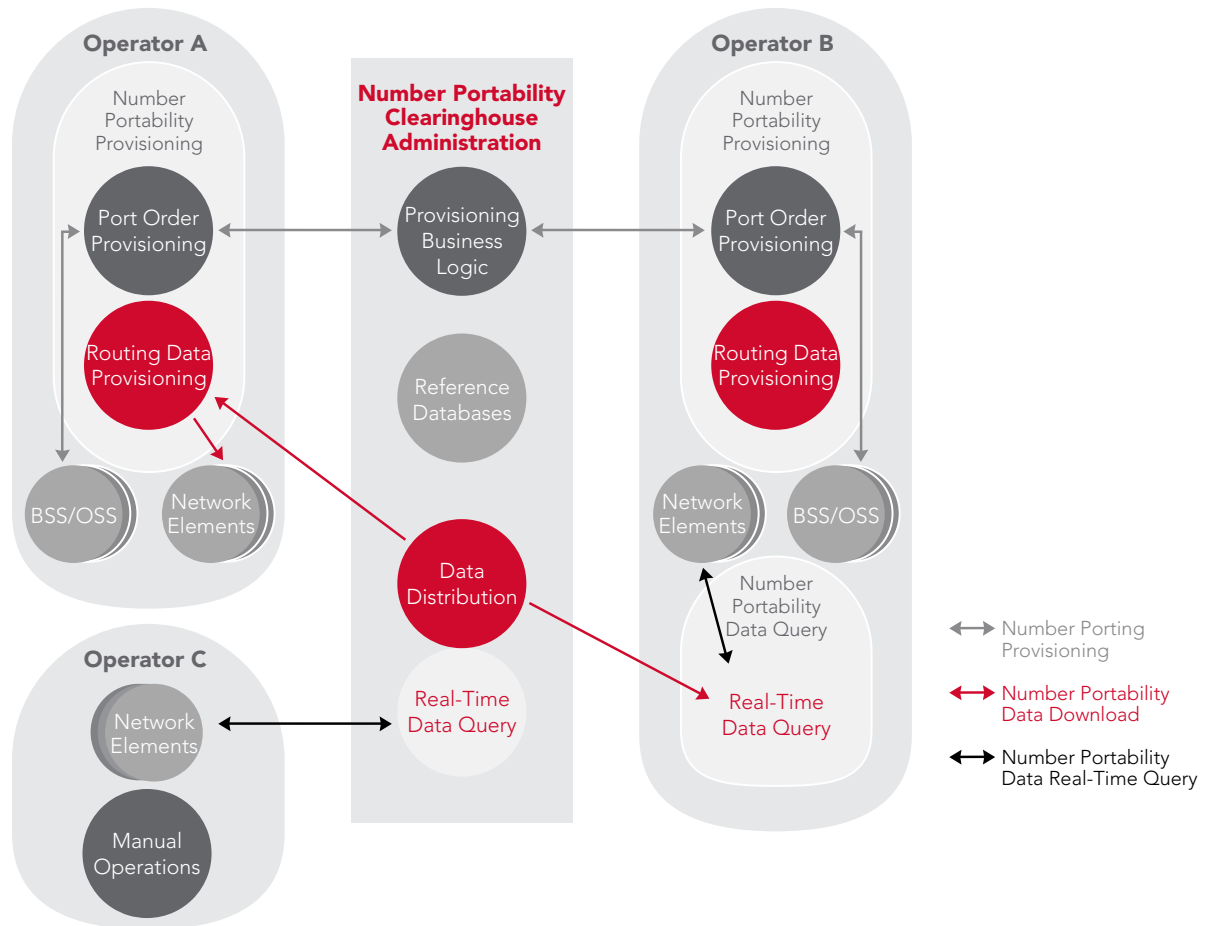 Operator A
Number
Portability
Provisioning
Port Order
Provisioning
Routing Data
Provisioning
BSS/OSS
Network
Elements
Operator C
Network
Elements
Manual
Operations
Number Portability
Clearinghouse
Administration
Provisioning
Business
Logic
Reference
Databases
Data
Distribution
Real-Time
Data Query
Operator B
Number
Portability
Provisioning
Port Order
Provisioning
Routing Data
Provisioning
Network
Elements
BSS/OSS
Number
Portability
Data Query
Real-Time
Data Query
Number Porting
Provisioning
Number Portability
Data Download
Number Portability
Data Real-Time Query